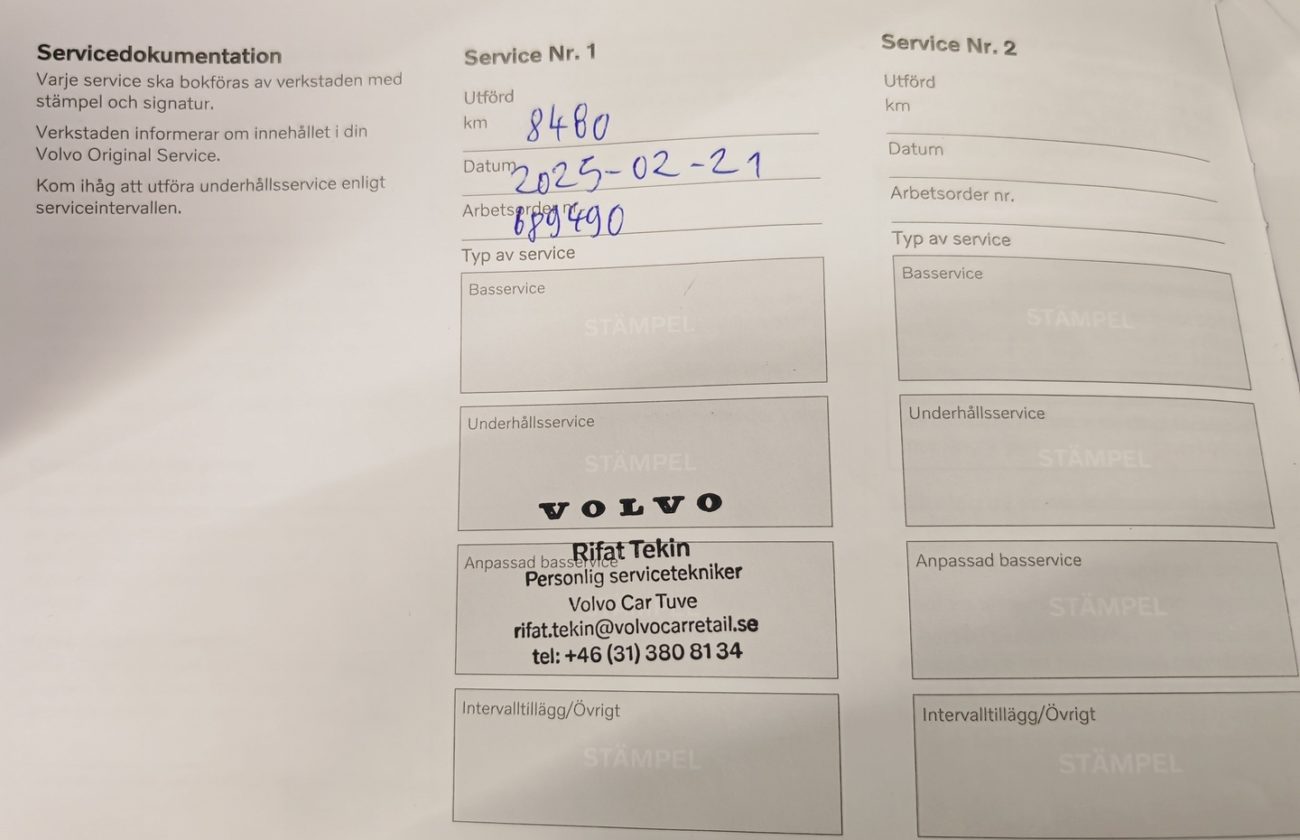 Servicedokumentation
Varje service ska bokföras av verkstaden med
stämpel och signatur.
Verkstaden informerar om innehållet i din
Volvo Original Service.
Kom ihåg att utföra underhållsservice enligt
serviceintervallen.
Service Nr. 1
Utförd
km 8480
Datum 2025-02-21
Arbetsorder nr. 689490
Typ av service
Basservice
STÄMPEL
Underhållsservice
STÄMPEL
VOLVO
Anpassad basservice
Rifat Tekin
Personlig servicetekniker
Volvo Car Tuve
rifat.tekin@volvocarretail.se
tel: +46 (31) 380 81 34
Intervalltillägg/Övrigt
STÄMPEL
Service Nr. 2
Utförd
km
Datum
Arbetsorder nr.
Typ av service
Basservice
STÄMPEL
Underhållsservice
STÄMPEL
Anpassad basservice
STÄMPEL
Intervalltillägg/Övrigt
STÄMPEL